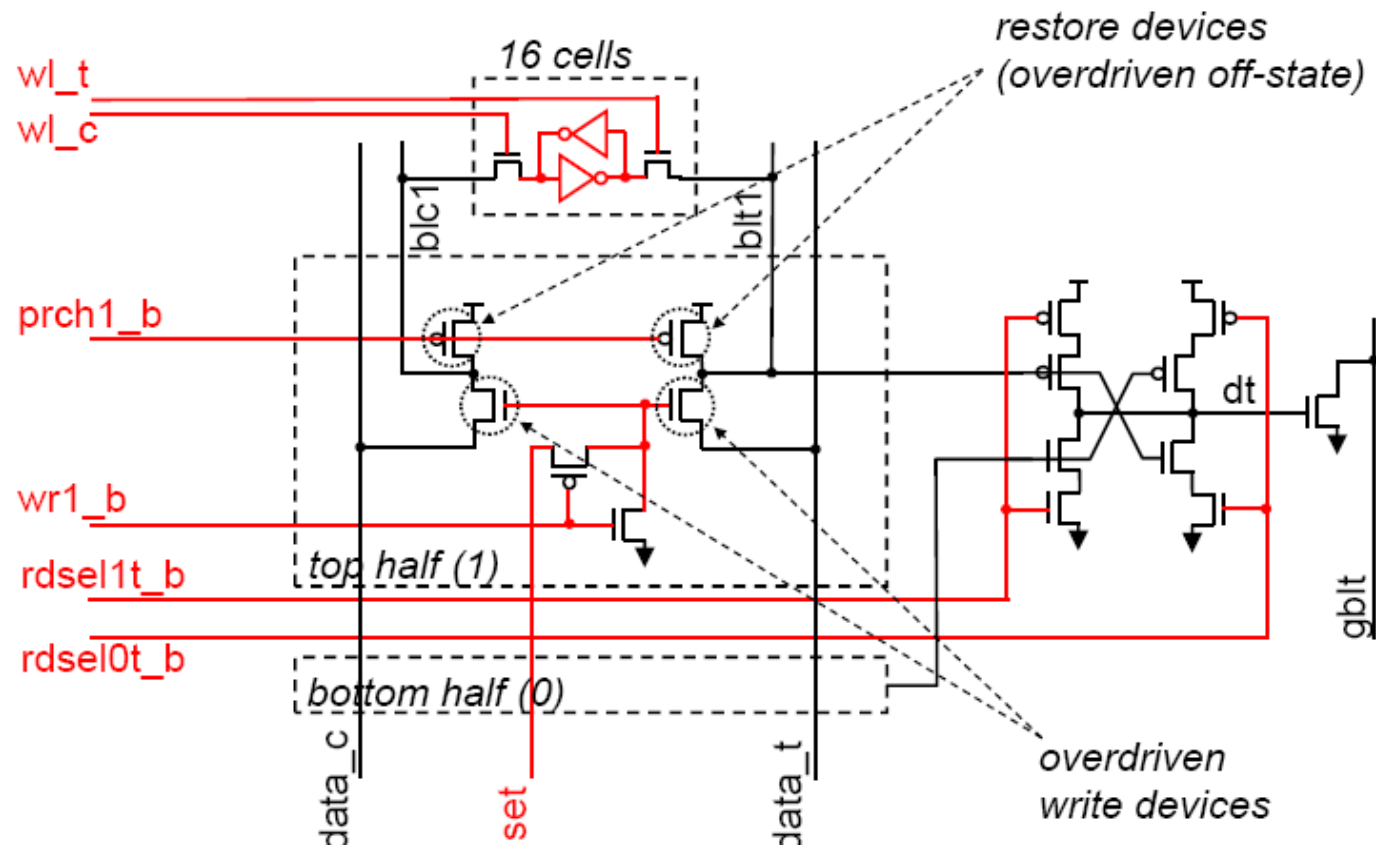 restore devices
(overdriven off-state)
16 cells
wl_t
wl_c
blc1
blt1
prch1_b
dt
wr1_b
top half (1)
rdsel1t_b
rdsel0t_b
gblt
bottom half (0)
data_c
set
data_t
overdriven
write devices